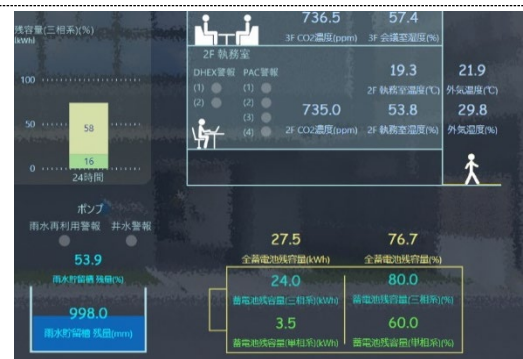 残容量(三相系)(%)
(kWh)
100
50
0
58
16
24時間
736.5
57.4
3F CO2濃度(ppm)
3F 会議室湿度(%)
2F 執務室
DHEX警報 PAC警報
(1) (1)
(2) (2)
(3)
(4)
19.3
21.9
2F 執務室温度(℃)
外気温度(℃)
735.0
53.8
29.8
2F CO2濃度(ppm)
2F 執務室湿度(%)
外気湿度(%)
ポンプ
雨水再利用警報 井水警報
53.9
雨水貯留槽 残量(%)
998.0
雨水貯留槽 残量(mm)
27.5
76.7
全蓄電池残容量(kWh)
全蓄電池残容量(%)
24.0
80.0
蓄電池残容量(三相系)(kWh)
蓄電池残容量(三相系)(%)
3.5
60.0
蓄電池残容量(単相系)(kWh)
蓄電池残容量(単相系)(%)